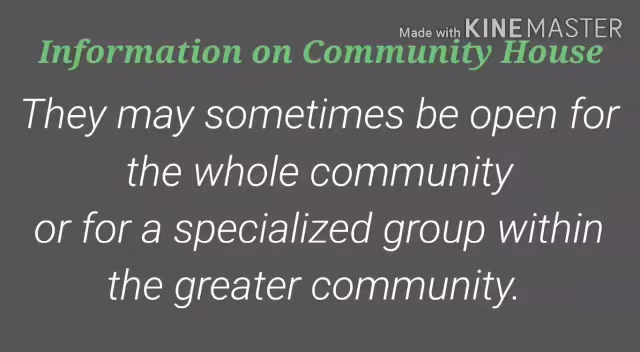 Made with KINEMASTER
Information on Community House
They may sometimes be open for
the whole community
or for a specialized group within
the greater community.